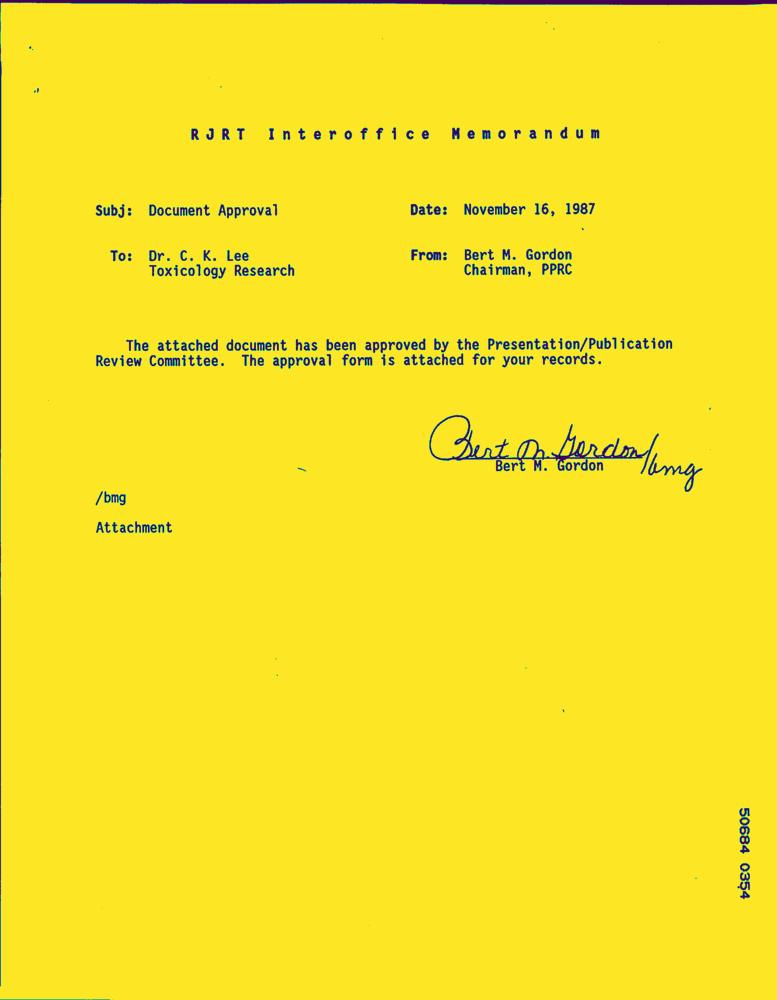 RJRT Interoffice Memorandum
Subj: Document Approval
Date: November 16, 1987
To: Dr. C. K. Lee
Toxicology Research
From: Bert M. Gordon
Chairman, PPRC
The attached document has been approved by the Presentation/Publication
Review Committee. The approval form is attached for your records.
Bert M. Gordon/bmg
Bert M. Gordon
/bmg
Attachment
50684 0354